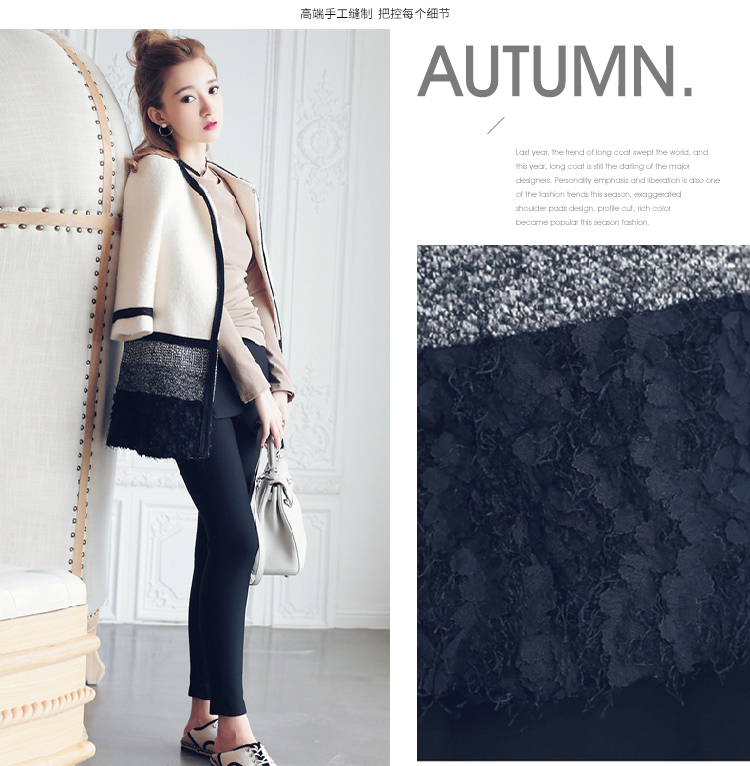 高端手工缝制 把控每个细节
AUTUMN.
Last year, the trend of long coat swept the world, and
this year, long coat is still the darling of the major
designers. Personality emphasis and liberation is also one
of the fashion trends this season, exaggerated
shoulder pads design, profile cut, rich color
became popular this season fashion.